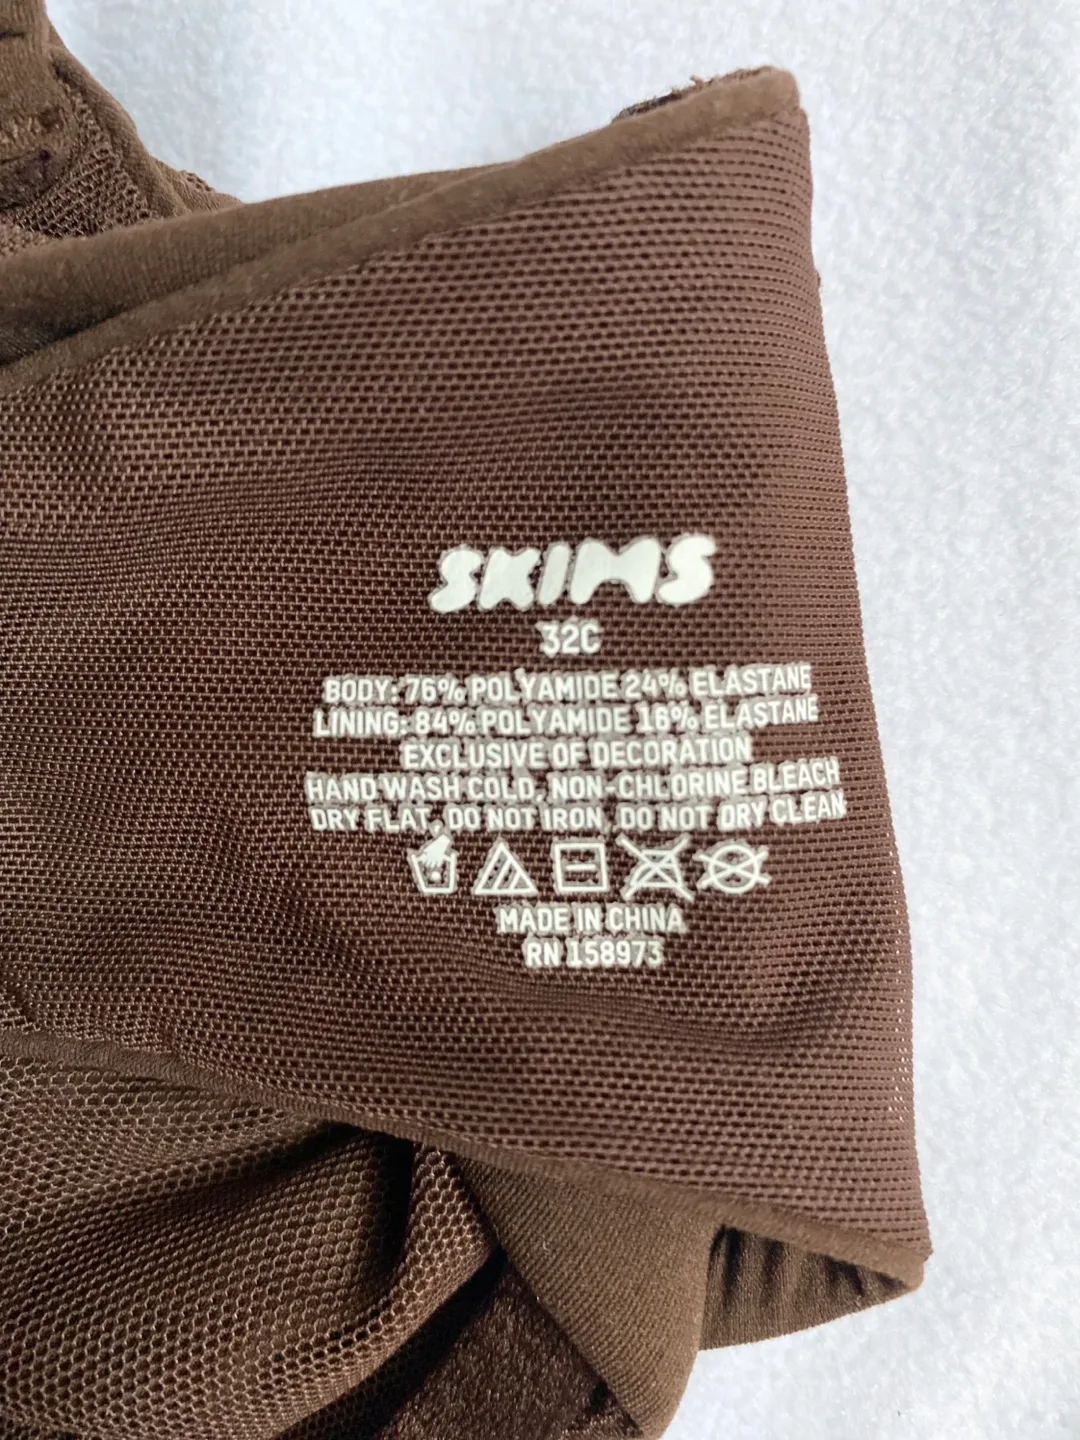 SKIMS
32C
BODY: 76% POLYAMIDE 24% ELASTANE
LINING: 84% POLYAMIDE 16% ELASTANE
EXCLUSIVE OF DECORATION
HAND WASH COLD, NON-CHLORINE BLEACH
DRY FLAT, DO NOT IRON, DO NOT DRY CLEAN
MADE IN CHINA
RN 158973